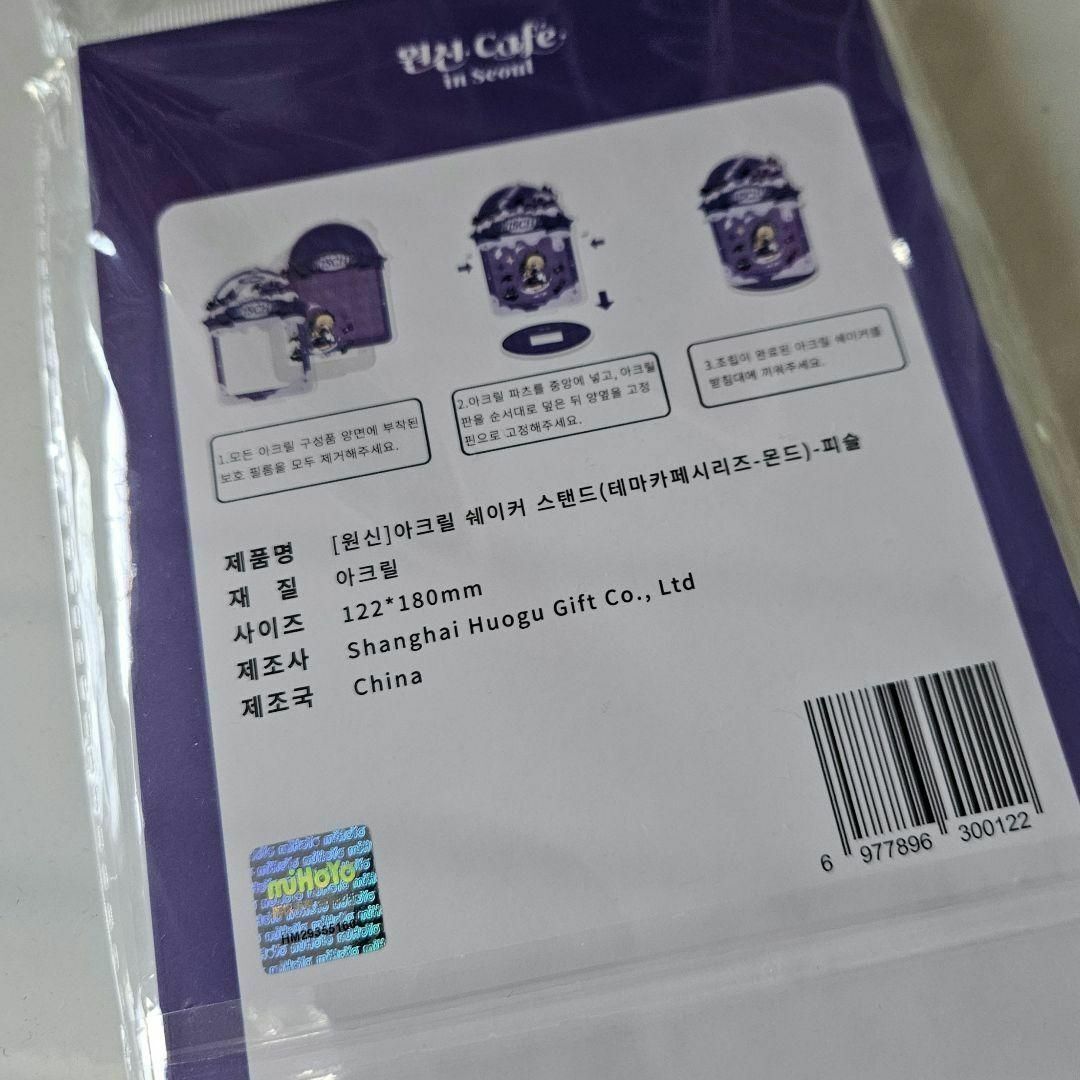 원신 Cafe
in Seoul
1.모든 아크릴 구성품 양면에 부착된
보호 필름을 모두 제거해주세요.
2.아크릴 파츠를 중앙에 넣고, 아크릴
판을 순서대로 덮은 뒤 양옆을 고정
핀으로 고정해주세요.
3.조립이 완료된 아크릴 쉐이커를
받침대에 끼워주세요.
제품명 [원신]아크릴 쉐이커 스탠드(테마카페시리즈-몬드)-피슬
재 질 아크릴
사이즈 122*180mm
제조사 Shanghai Huogu Gift Co., Ltd
제조국 China
6 977896 300122
miHoYo